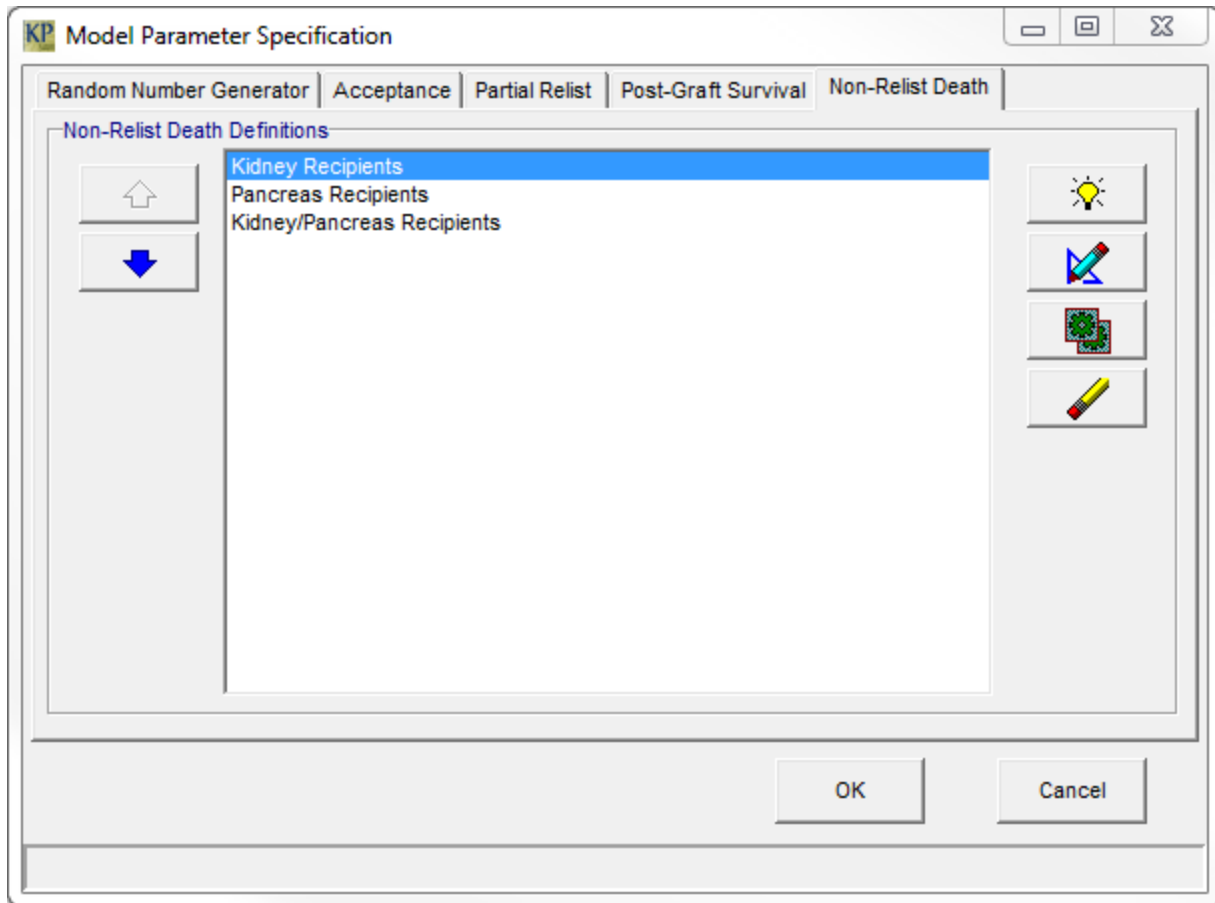 KP Model Parameter Specification
Random Number Generator Acceptance Partial Relist Post-Graft Survival Non-Relist Death
Non-Relist Death Definitions
Kidney Recipients
Pancreas Recipients
Kidney/Pancreas Recipients
OK Cancel